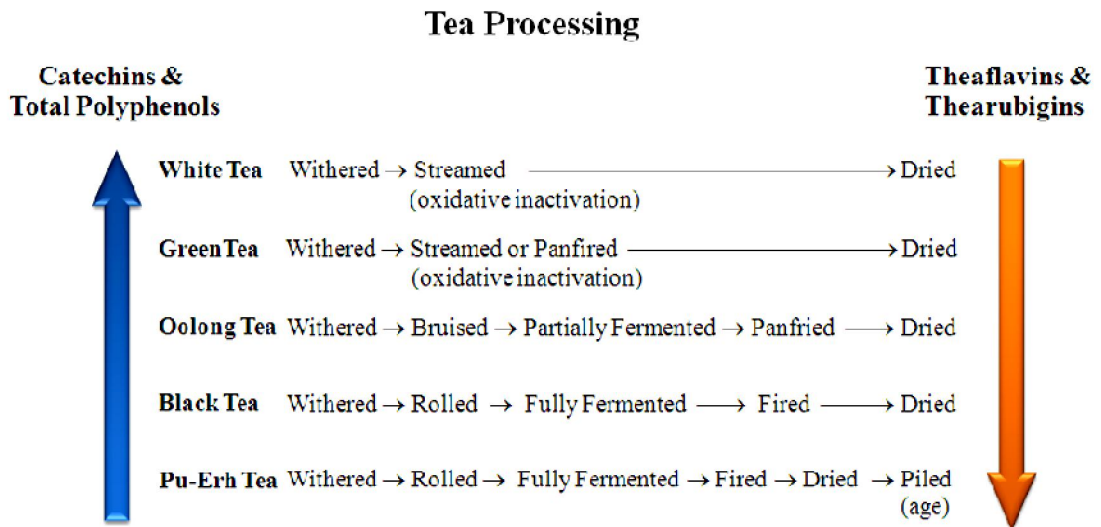 Tea Processing
Catechins &
Total Polyphenols
Theaflavins &
Thearubigins
White Tea Withered → Streamed → Dried
(oxidative inactivation)
Green Tea Withered → Streamed or Panfired → Dried
(oxidative inactivation)
Oolong Tea Withered → Bruised → Partially Fermented → Panfried → Dried
Black Tea Withered → Rolled → Fully Fermented → Fired → Dried
Pu-Erh Tea Withered → Rolled → Fully Fermented → Fired → Dried → Piled
(age)